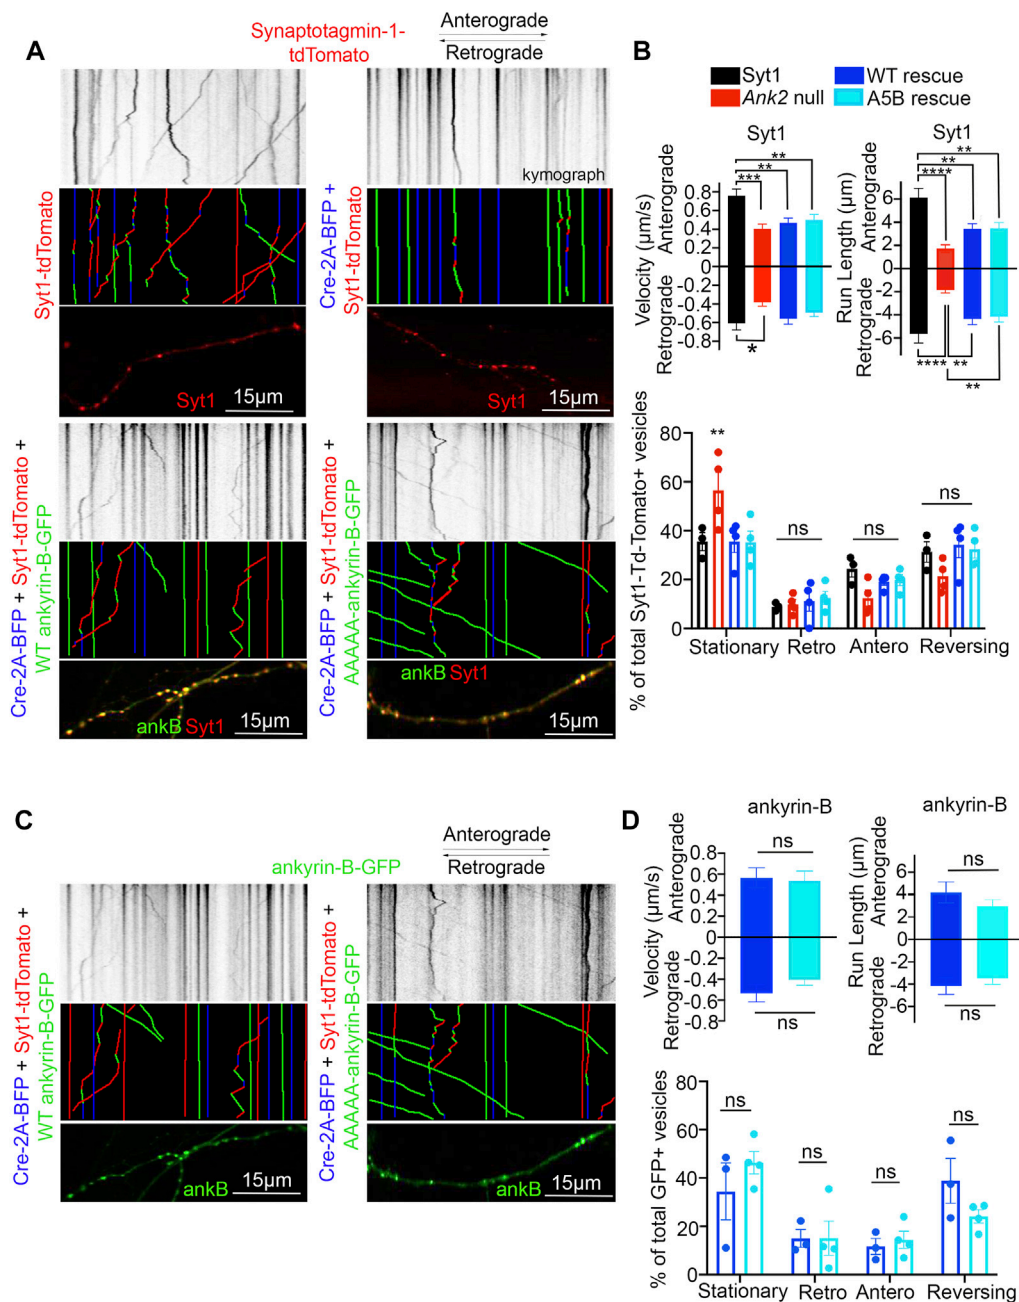 A
Synaptotagmin-1-
tdTomato
Anterograde
Retrograde
kymograph
Syt1-tdTomato
Cre-2A-BFP +
Syt1-tdTomato
Syt1
15µm
Syt1
15µm
Cre-2A-BFP + Syt1-tdTomato +
WT ankyrin-B-GFP
Cre-2A-BFP + Syt1-tdTomato +
AAAAA-ankyrin-B-GFP
ankB Syt1
15µm
ankB Syt1
15µm
B
Syt1
WT rescue
Ank2 null
A5B rescue
Syt1
Velocity (µm/s)
Retrograde Anterograde
0.8
0.6
0.4
0.2
0
-0.2
-0.4
-0.6
-0.8
**
**
***
*
Syt1
Run Length (µm)
Retrograde Anterograde
6
4
2
0
-2
-4
-6
**
**
****
****
**
**
% of total Syt1-Td-Tomato+ vesicles
80
60
40
20
0
**
ns
ns
ns
Stationary Retro Antero Reversing
C
ankyrin-B-GFP
Anterograde
Retrograde
Cre-2A-BFP + Syt1-tdTomato +
WT ankyrin-B-GFP
Cre-2A-BFP + Syt1-tdTomato +
AAAAA-ankyrin-B-GFP
ankB
15µm
ankB
15µm
D
ankyrin-B
Velocity (µm/s)
Retrograde Anterograde
0.8
0.6
0.4
0.2
0
-0.2
-0.4
-0.6
-0.8
ns
ns
ankyrin-B
Run Length (µm)
Retrograde Anterograde
6
4
2
0
-2
-4
-6
ns
ns
% of total GFP+ vesicles
80
60
40
20
0
ns
ns
ns
ns
Stationary Retro Antero Reversing